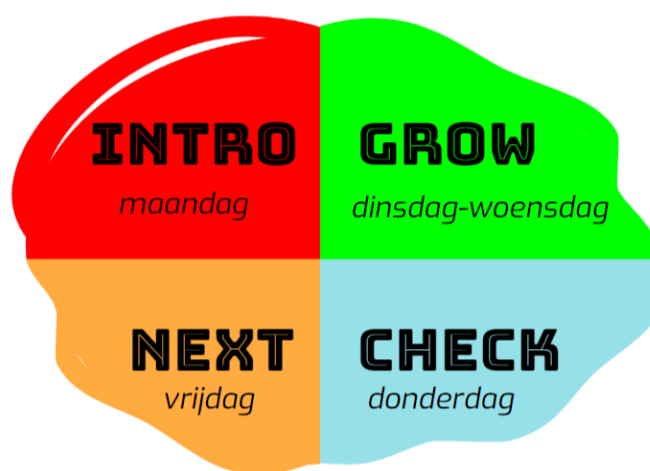 INTRO
maandag
GROW
dinsdag-woensdag
NEXT
vrijdag
CHECK
donderdag